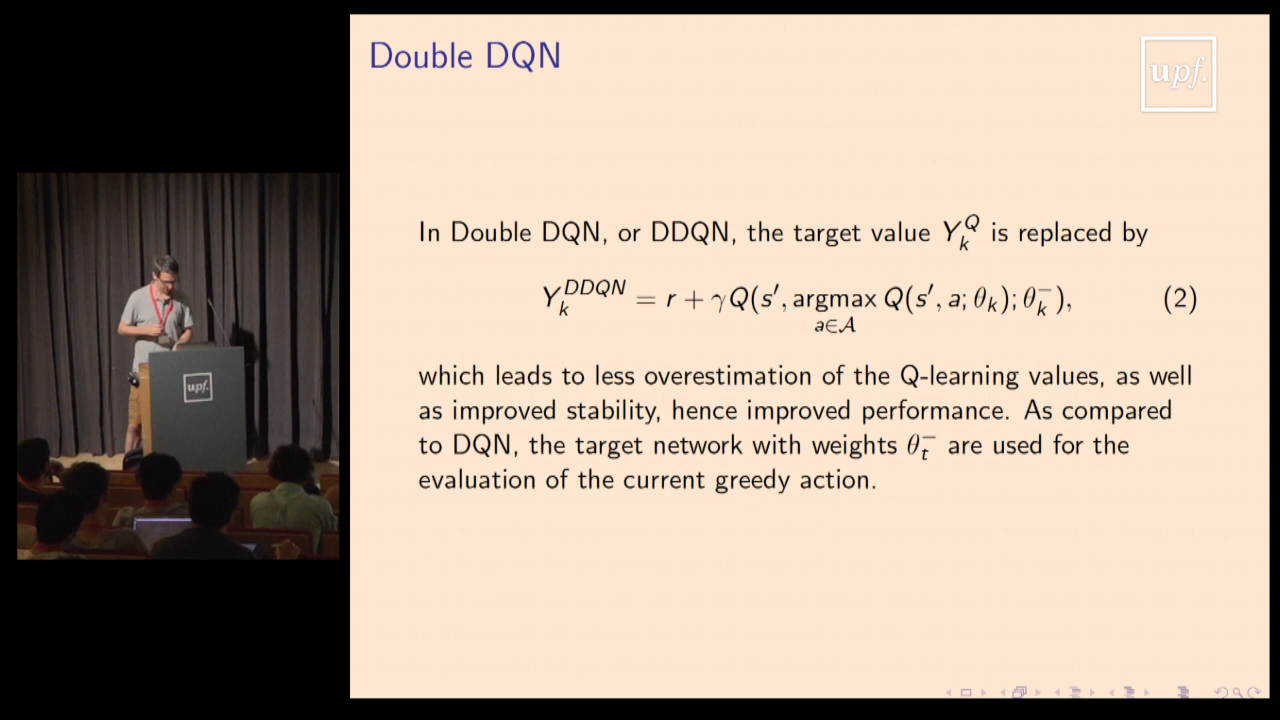 Double DQN
upf.
In Double DQN, or DDQN, the target value Y_k^Q is replaced by
Y_k^{DDQN} = r + γQ(s′, argmax_{a∈𝒜} Q(s′, a; θ_k); θ_k^−), (2)
which leads to less overestimation of the Q-learning values, as well
as improved stability, hence improved performance. As compared
to DQN, the target network with weights θ_t^− are used for the
evaluation of the current greedy action.
upf.